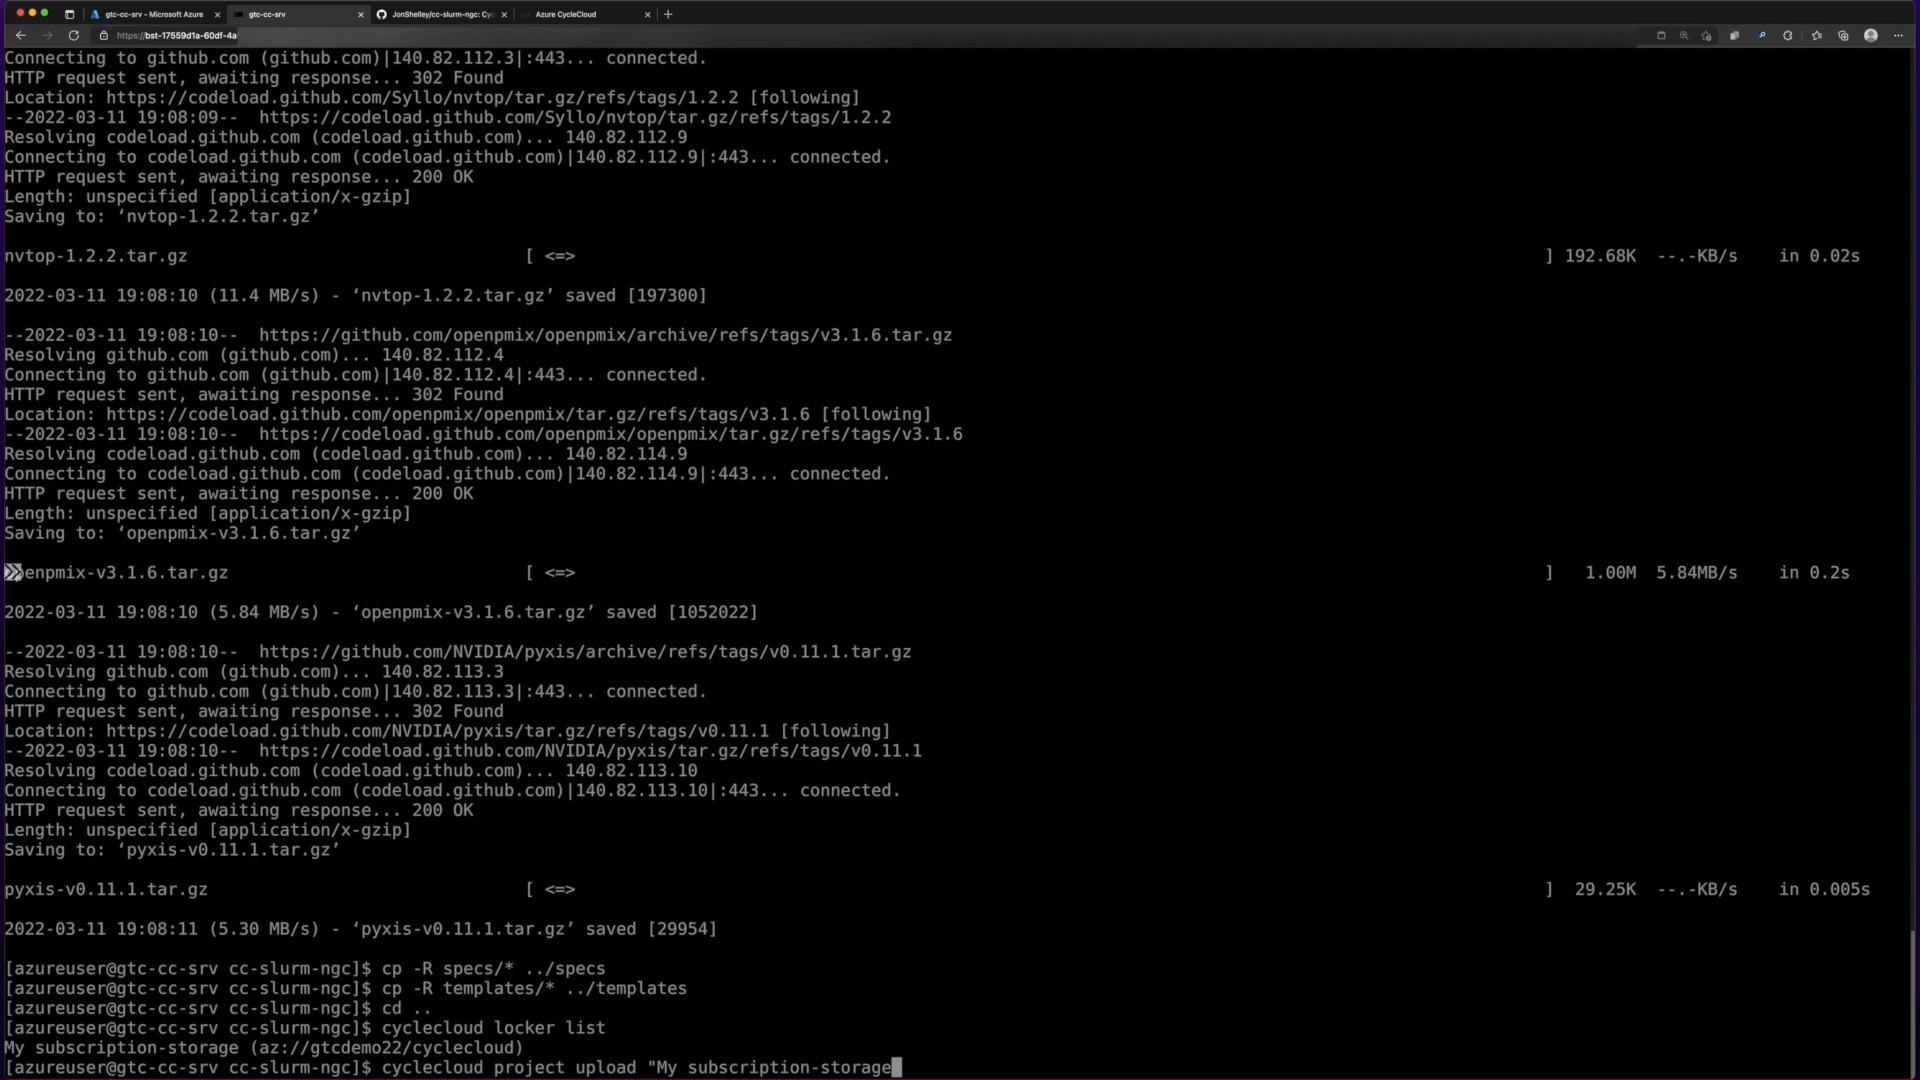 gtc-cc-srv - Microsoft Azure
gtc-cc-srv
JonShelley/cc-slurm-ngc: Cyc
Azure CycleCloud
https://bst-17559d1a-60df-4a
Connecting to github.com (github.com)|140.82.112.3|:443... connected.
HTTP request sent, awaiting response... 302 Found
Location: https://codeload.github.com/Syllo/nvtop/tar.gz/refs/tags/1.2.2 [following]
--2022-03-11 19:08:09--  https://codeload.github.com/Syllo/nvtop/tar.gz/refs/tags/1.2.2
Resolving codeload.github.com (codeload.github.com)... 140.82.112.9
Connecting to codeload.github.com (codeload.github.com)|140.82.112.9|:443... connected.
HTTP request sent, awaiting response... 200 OK
Length: unspecified [application/x-gzip]
Saving to: ‘nvtop-1.2.2.tar.gz’
nvtop-1.2.2.tar.gz [ <=> ] 192.68K --.-KB/s in 0.02s
2022-03-11 19:08:10 (11.4 MB/s) - ‘nvtop-1.2.2.tar.gz’ saved [197300]
--2022-03-11 19:08:10--  https://github.com/openpmix/openpmix/archive/refs/tags/v3.1.6.tar.gz
Resolving github.com (github.com)... 140.82.112.4
Connecting to github.com (github.com)|140.82.112.4|:443... connected.
HTTP request sent, awaiting response... 302 Found
Location: https://codeload.github.com/openpmix/openpmix/tar.gz/refs/tags/v3.1.6 [following]
--2022-03-11 19:08:10--  https://codeload.github.com/openpmix/openpmix/tar.gz/refs/tags/v3.1.6
Resolving codeload.github.com (codeload.github.com)... 140.82.114.9
Connecting to codeload.github.com (codeload.github.com)|140.82.114.9|:443... connected.
HTTP request sent, awaiting response... 200 OK
Length: unspecified [application/x-gzip]
Saving to: ‘openpmix-v3.1.6.tar.gz’
openpmix-v3.1.6.tar.gz [ <=> ] 1.00M 5.84MB/s in 0.2s
2022-03-11 19:08:10 (5.84 MB/s) - ‘openpmix-v3.1.6.tar.gz’ saved [1052022]
--2022-03-11 19:08:10--  https://github.com/NVIDIA/pyxis/archive/refs/tags/v0.11.1.tar.gz
Resolving github.com (github.com)... 140.82.113.3
Connecting to github.com (github.com)|140.82.113.3|:443... connected.
HTTP request sent, awaiting response... 302 Found
Location: https://codeload.github.com/NVIDIA/pyxis/tar.gz/refs/tags/v0.11.1 [following]
--2022-03-11 19:08:10--  https://codeload.github.com/NVIDIA/pyxis/tar.gz/refs/tags/v0.11.1
Resolving codeload.github.com (codeload.github.com)... 140.82.113.10
Connecting to codeload.github.com (codeload.github.com)|140.82.113.10|:443... connected.
HTTP request sent, awaiting response... 200 OK
Length: unspecified [application/x-gzip]
Saving to: ‘pyxis-v0.11.1.tar.gz’
pyxis-v0.11.1.tar.gz [ <=> ] 29.25K --.-KB/s in 0.005s
2022-03-11 19:08:11 (5.30 MB/s) - ‘pyxis-v0.11.1.tar.gz’ saved [29954]
[azureuser@gtc-cc-srv cc-slurm-ngc]$ cp -R specs/* ../specs
[azureuser@gtc-cc-srv cc-slurm-ngc]$ cp -R templates/* ../templates
[azureuser@gtc-cc-srv cc-slurm-ngc]$ cd ..
[azureuser@gtc-cc-srv cc-slurm-ngc]$ cyclecloud locker list
My subscription-storage (az://gtcdemo22/cyclecloud)
[azureuser@gtc-cc-srv cc-slurm-ngc]$ cyclecloud project upload "My subscription-storage